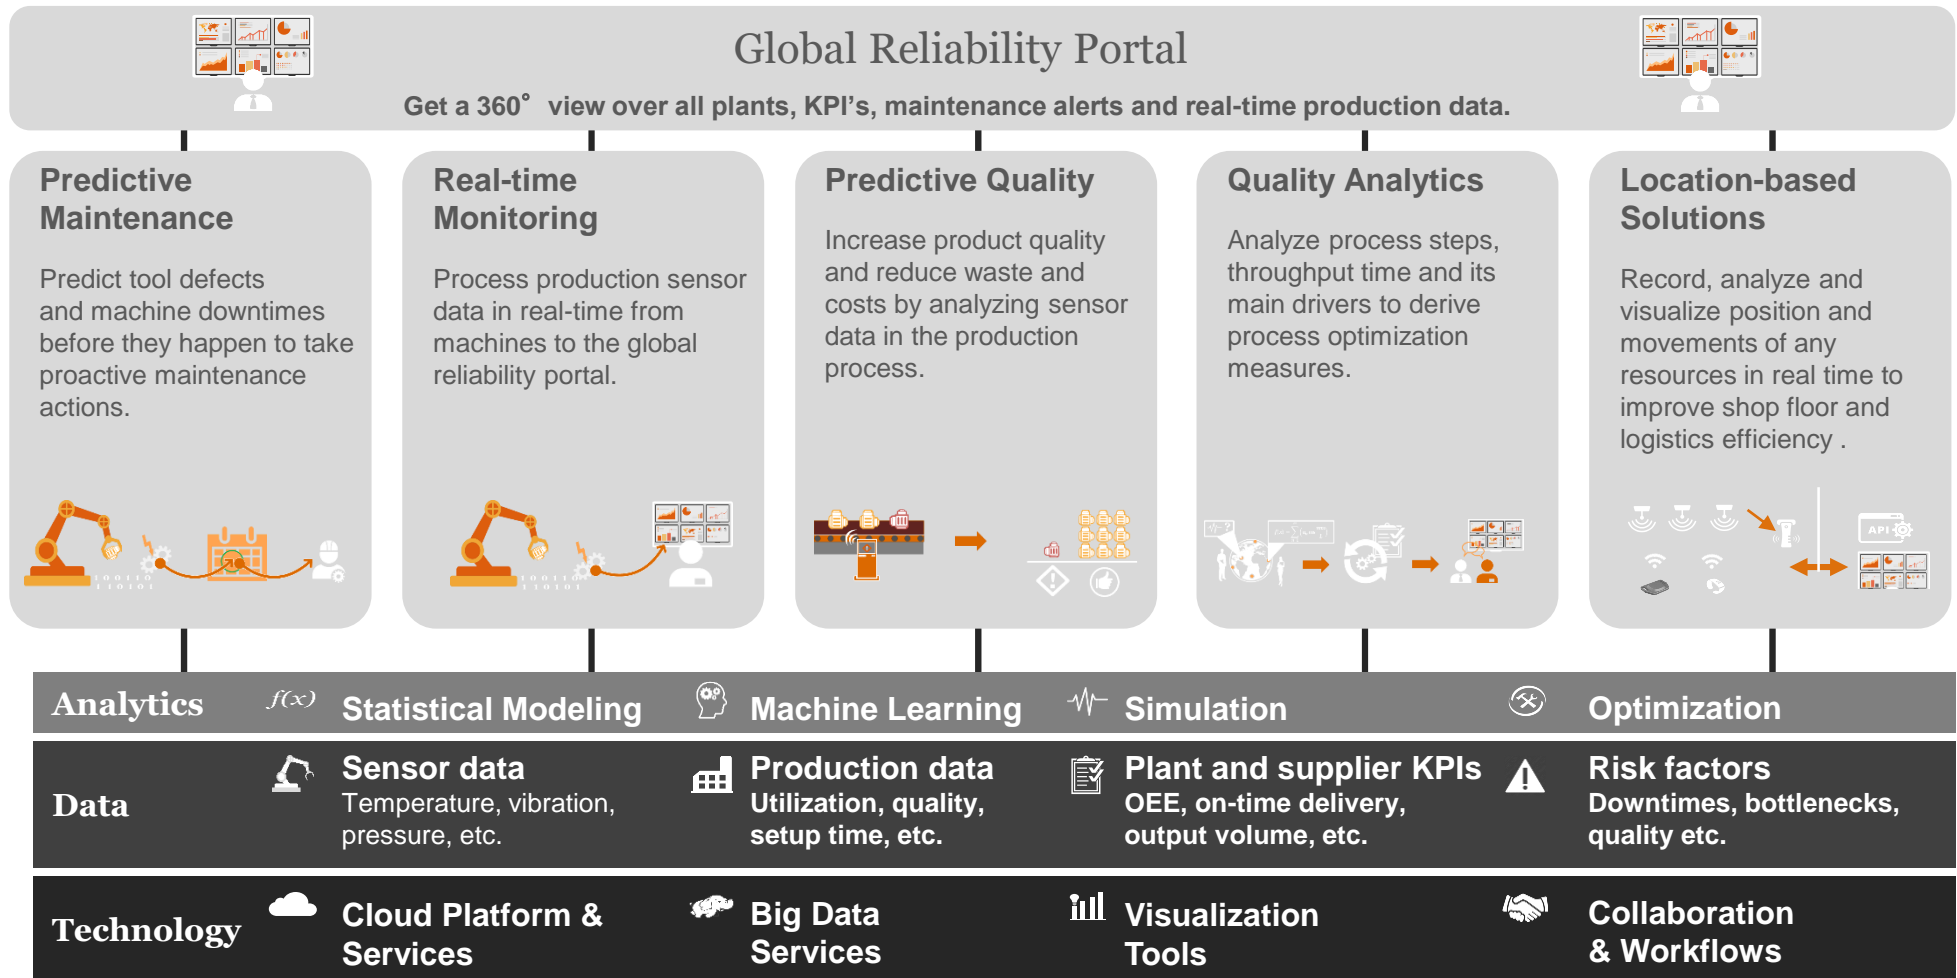 Global Reliability Portal
Get a 360° view over all plants, KPI's, maintenance alerts and real-time production data.
Predictive
Maintenance
Predict tool defects
and machine downtimes
before they happen to take
proactive maintenance
actions.
100110
110101
Real-time
Monitoring
Process production sensor
data in real-time from
machines to the global
reliability portal.
Predictive Quality
Increase product quality
and reduce waste and
costs by analyzing sensor
data in the production
process.
Quality Analytics
Analyze process steps,
throughput time and its
main drivers to derive
process optimization
measures.
Location-based
Solutions
Record, analyze and
visualize position and
movements of any
resources in real time to
improve shop floor and
logistics efficiency .
API
Analytics
f(x)
Statistical Modeling
Machine Learning
Simulation
Optimization
Data
Sensor data
Temperature, vibration,
pressure, etc.
Production data
Utilization, quality,
setup time, etc.
Plant and supplier KPIs
OEE, on-time delivery,
output volume, etc.
Risk factors
Downtimes, bottlenecks,
quality etc.
Technology
Cloud Platform &
Services
Big Data
Services
Visualization
Tools
Collaboration
& Workflows